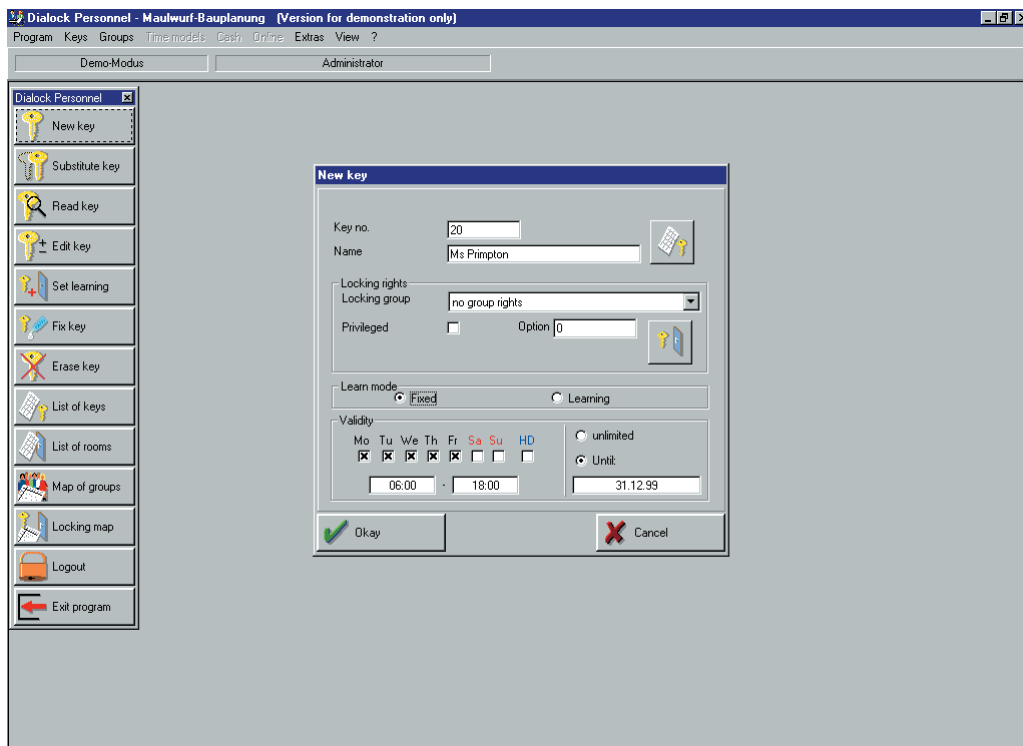 Dialock Personnel - Maulwurf-Bauplanung (Version for demonstration only)
Program Keys Groups Time models Cash Online Extras View ?
Demo-Modus Administrator
Dialock Personnel
New key
Substitute key
Read key
Edit key
Set learning
Fix key
Erase key
List of keys
List of rooms
Map of groups
Locking map
Logout
Exit program
New key
Key no. 20
Name Ms Primpton
Locking rights
Locking group no group rights
Privileged Option 0
Learn mode
Fixed Learning
Validity
Mo Tu We Th Fr Sa Su HD unlimited
Until:
06:00 - 18:00 31.12.99
Okay Cancel